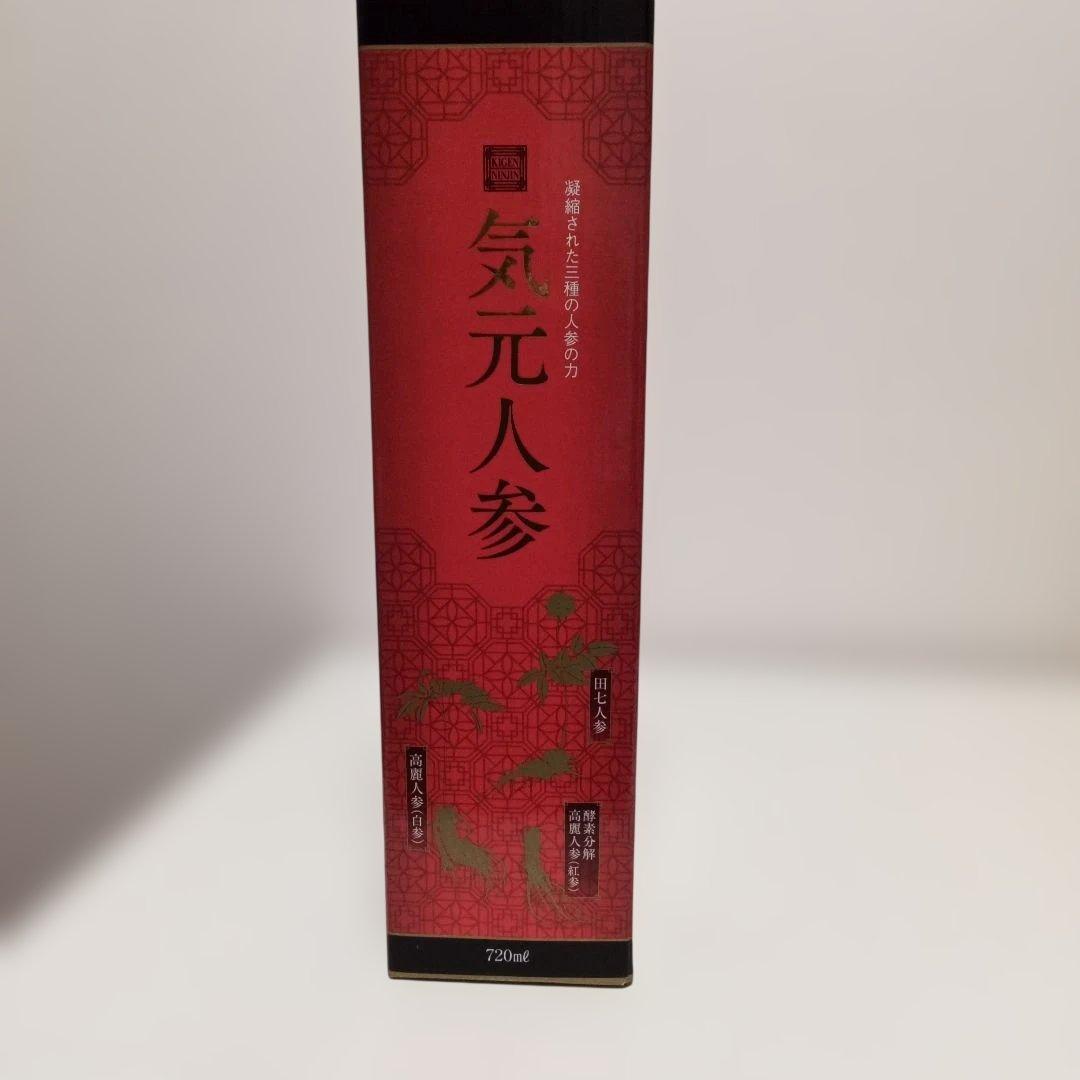 KIGEN
NINJIN
凝縮された三種の人参の力
気元人参
田七人参
高麗人参(白参)
酵素分解
高麗人参(紅参)
720mℓ